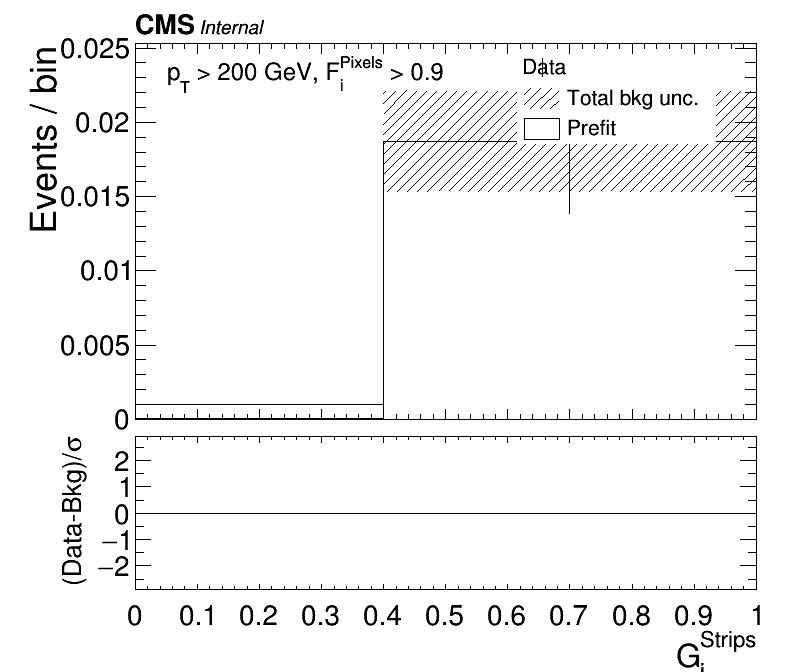 CMS Internal
p_T > 200 GeV, F_i^Pixels > 0.9
Data
Total bkg unc.
Prefit
Events / bin
0.025
0.02
0.015
0.01
0.005
0
(Data-Bkg)/σ
2
1
0
−1
−2
0 0.1 0.2 0.3 0.4 0.5 0.6 0.7 0.8 0.9 1
G_i^Strips